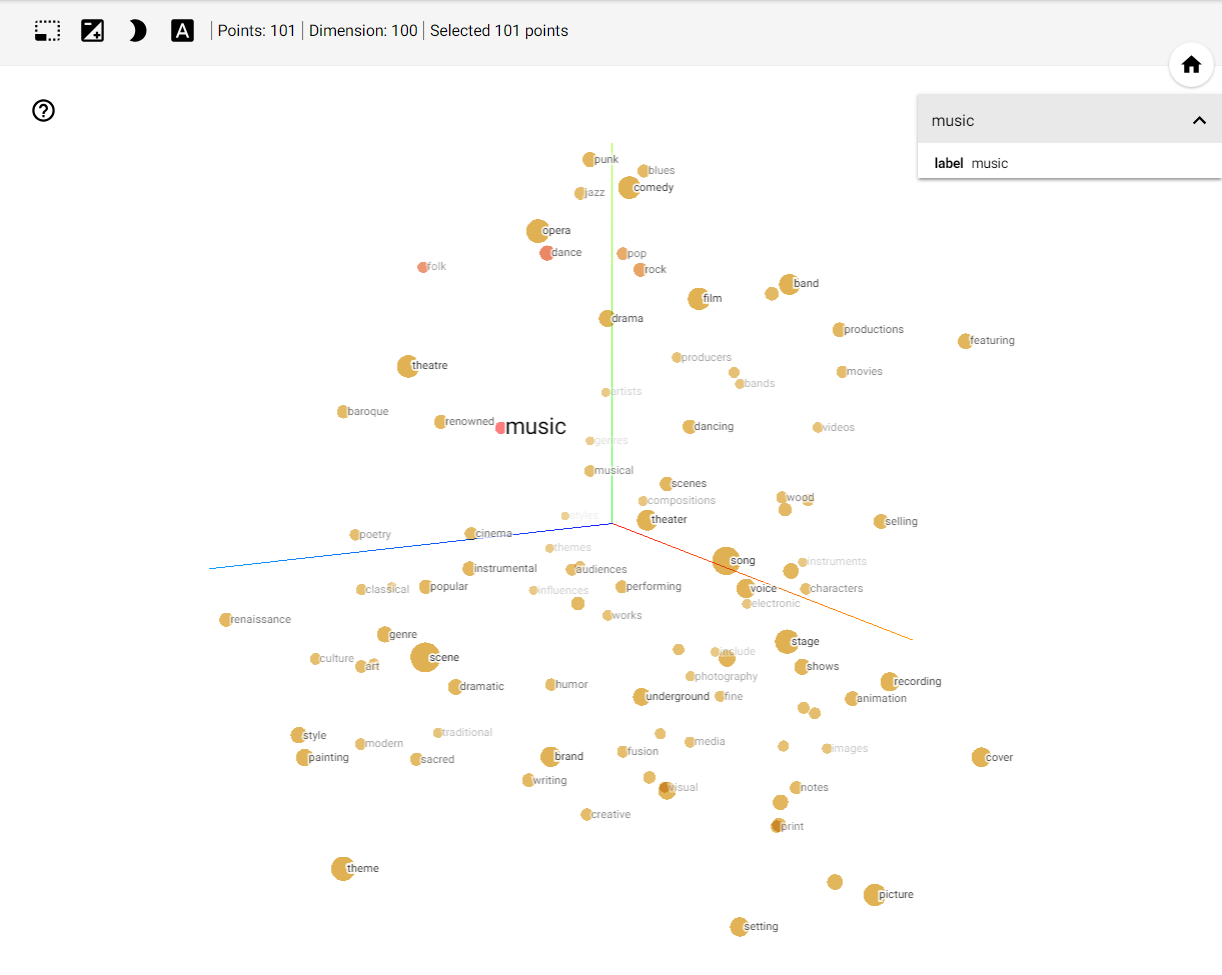 Points: 101 | Dimension: 100 | Selected 101 points
music
label music
punk
blues
comedy
jazz
opera
dance
pop
folk
rock
band
film
drama
productions
featuring
producers
theatre
movies
bands
artists
baroque
renowned
music
dancing
videos
genres
musical
scenes
wood
compositions
styles
theater
selling
poetry
cinema
themes
song
instruments
instrumental
audiences
classical
popular
influences
performing
voice
characters
electronic
works
renaissance
genre
stage
include
scene
culture
art
shows
photography
recording
dramatic
humor
underground
fine
animation
style
traditional
modern
media
images
painting
sacred
brand
fusion
cover
writing
visual
notes
creative
print
theme
picture
setting